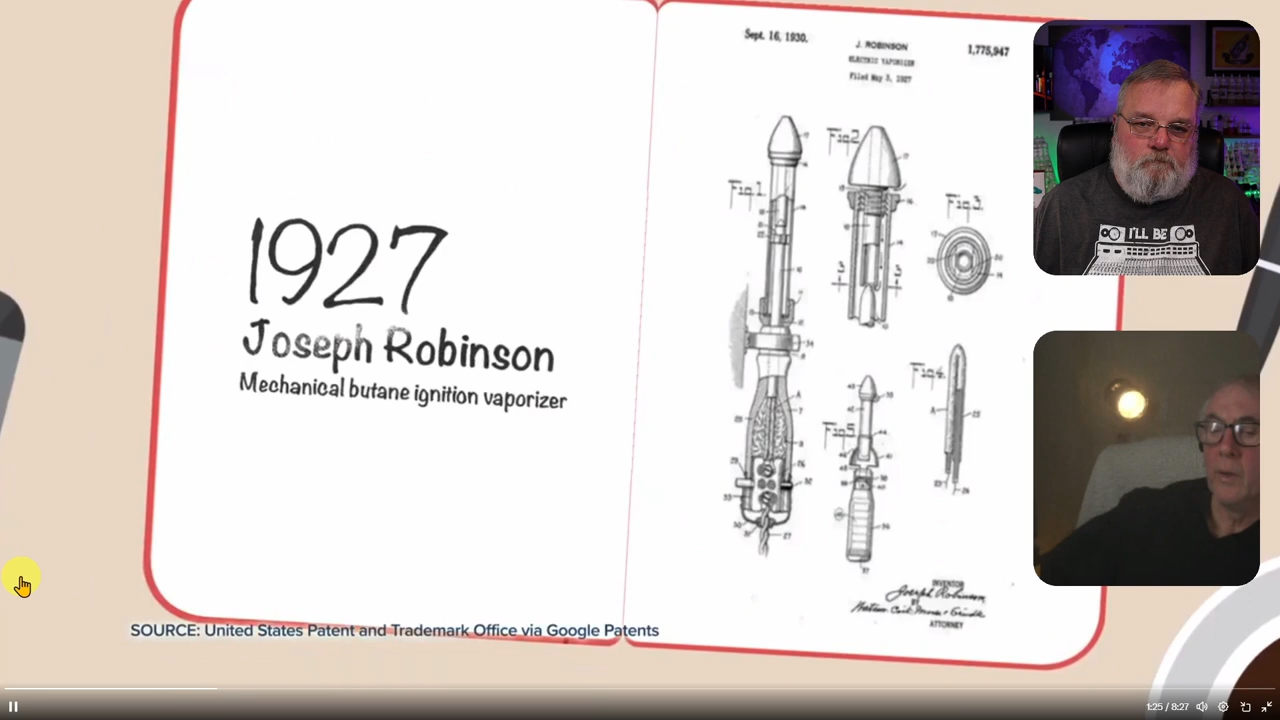 1927
Joseph Robinson
Mechanical butane ignition vaporizer
Sept. 16, 1930.
J. ROBINSON
1,775,947
ELECTRIC VAPORIZER
Filed May 3, 1927
Fig.1.
Fig.2.
Fig.3.
Fig.4.
Fig.5.
INVENTOR
Joseph Robinson
BY
ATTORNEY
SOURCE: United States Patent and Trademark Office via Google Patents
I'LL BE
1:25 / 8:27